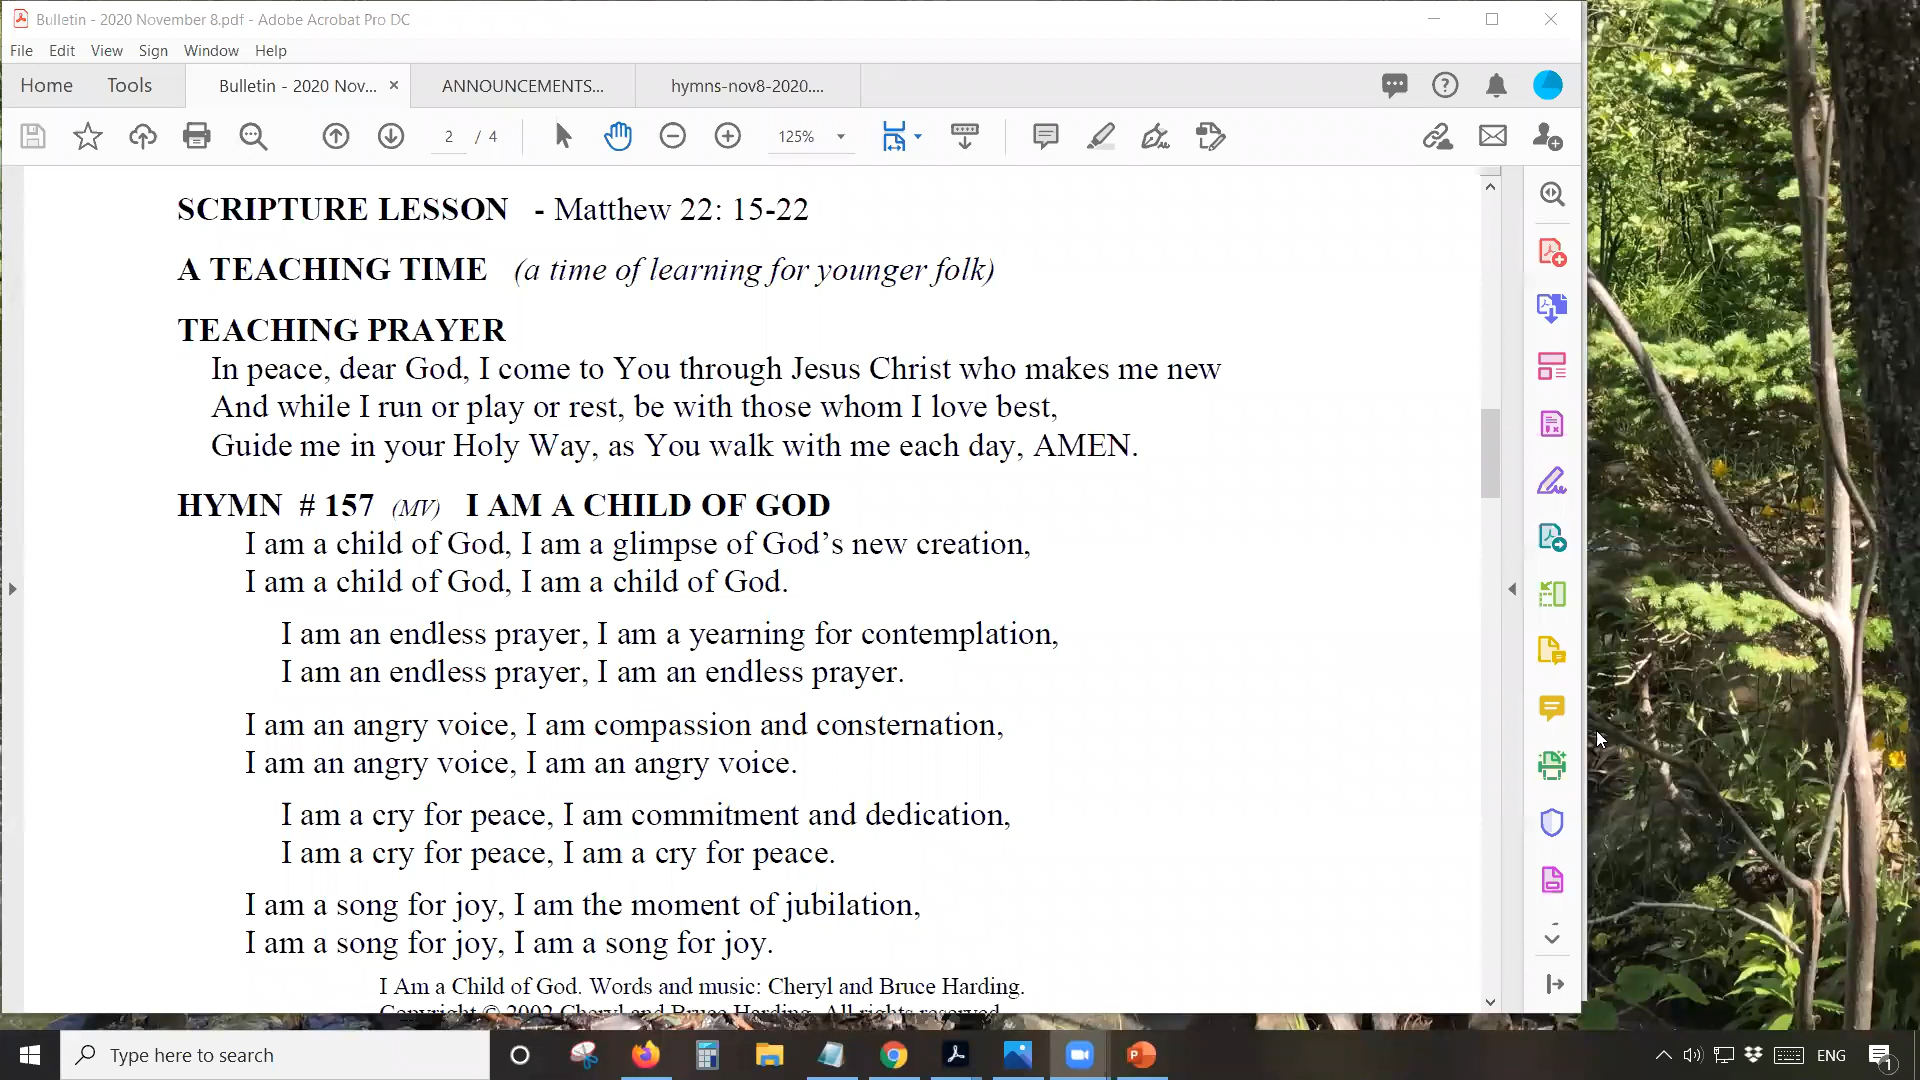 Bulletin - 2020 November 8.pdf - Adobe Acrobat Pro DC
File Edit View Sign Window Help
Home Tools Bulletin - 2020 Nov... × ANNOUNCEMENTS... hymns-nov8-2020....
2 / 4 125%
SCRIPTURE LESSON - Matthew 22: 15-22
A TEACHING TIME (a time of learning for younger folk)
TEACHING PRAYER
In peace, dear God, I come to You through Jesus Christ who makes me new
And while I run or play or rest, be with those whom I love best,
Guide me in your Holy Way, as You walk with me each day, AMEN.
HYMN # 157 (MV) I AM A CHILD OF GOD
I am a child of God, I am a glimpse of God’s new creation,
I am a child of God, I am a child of God.
I am an endless prayer, I am a yearning for contemplation,
I am an endless prayer, I am an endless prayer.
I am an angry voice, I am compassion and consternation,
I am an angry voice, I am an angry voice.
I am a cry for peace, I am commitment and dedication,
I am a cry for peace, I am a cry for peace.
I am a song for joy, I am the moment of jubilation,
I am a song for joy, I am a song for joy.
I Am a Child of God. Words and music: Cheryl and Bruce Harding.
Copyright © 2002 Cheryl and Bruce Harding. All rights reserved
Type here to search
ENG
1